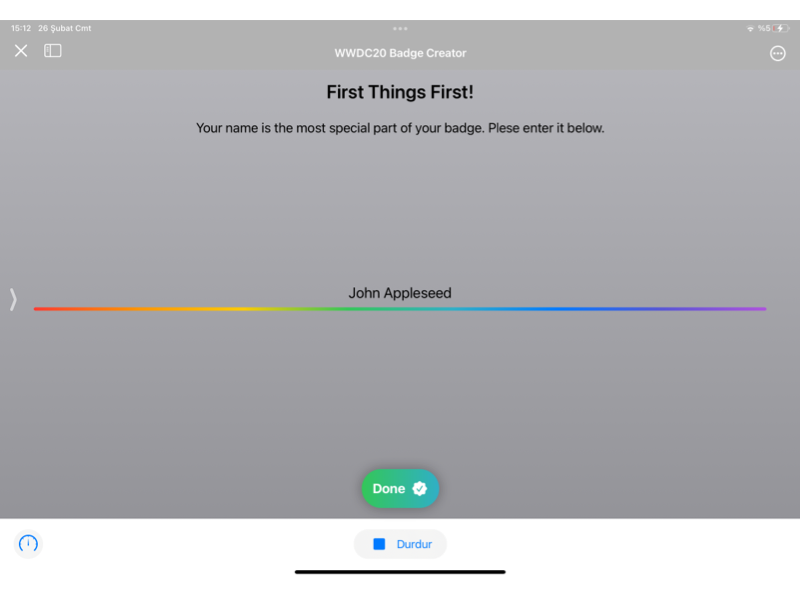 15:12 26 Şubat Cmt
%5
WWDC20 Badge Creator
First Things First!
Your name is the most special part of your badge. Plese enter it below.
John Appleseed
Done
Durdur